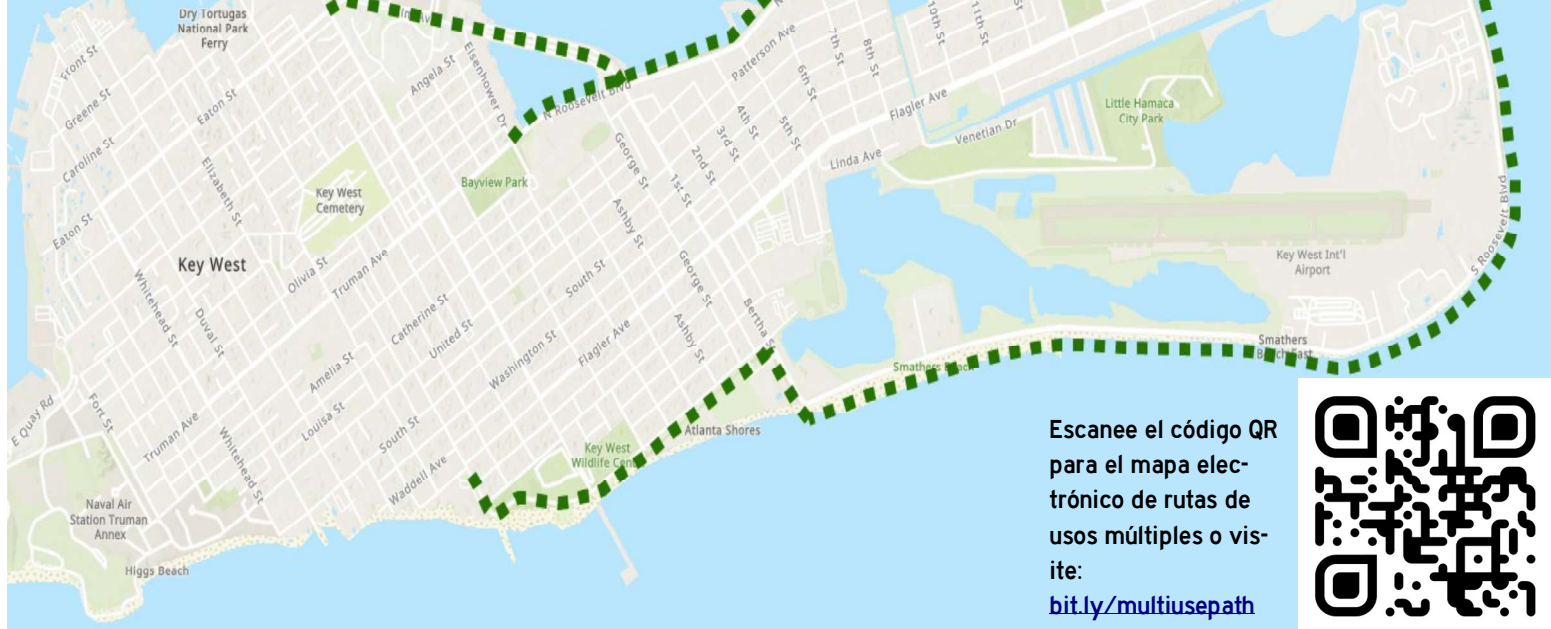 Dry Tortugas
National Park
Ferry
Front St
Greene St
Caroline St
Eaton St
Eaton St
Elizabeth St
Angela St
Eisenhower Dr
N Roosevelt Blvd
Patterson Ave
7th St
8th St
10th St
11th St
6th St
5th St
4th St
3rd St
2nd St
1st St
Flagler Ave
Venetian Dr
Linda Ave
Little Hamaca
City Park
George St
Bayview Park
Key West
Cemetery
Key West
Olivia St
Truman Ave
Whitehead St
Duval St
Catherine St
United St
South St
Ashby St
George St
Bertha St
Ashby St
Flagler Ave
Washington St
Amelia St
Louisa St
South St
Waddell Ave
Truman Ave
Whitehead St
Fort St
E Quay Rd
Naval Air
Station Truman
Annex
Higgs Beach
Key West
Wildlife Cent
Atlanta Shores
Smathers Beach
Smathers
Beach East
Key West Int'l
Airport
S Roosevelt Blvd
Escanee el código QR
para el mapa elec-
trónico de rutas de
usos múltiples o vis-
ite:
bit.ly/multiusepath